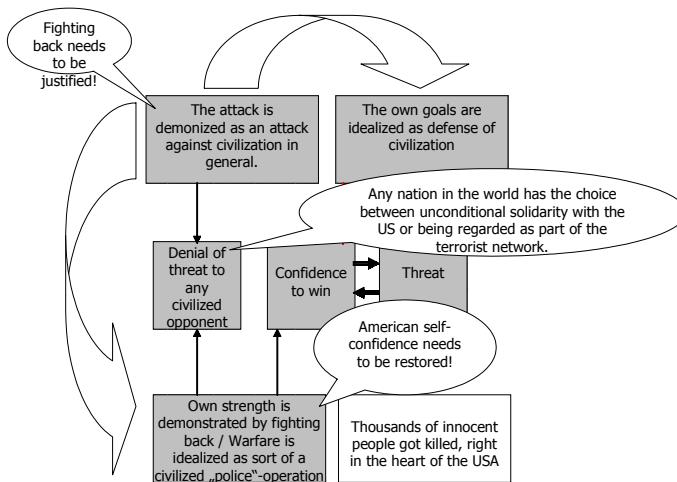 Fighting
back needs
to be
justified!
The attack is
demonized as an attack
against civilization in
general.
The own goals are
idealized as defense of
civilization
Any nation in the world has the choice
between unconditional solidarity with the
US or being regarded as part of the
terrorist network.
Denial of
threat to
any
civilized
opponent
Confidence
to win
Threat
American self-
confidence needs
to be restored!
Own strength is
demonstrated by fighting
back / Warfare is
idealized as sort of a
civilized „police“-operation
Thousands of innocent
people got killed, right
in the heart of the USA